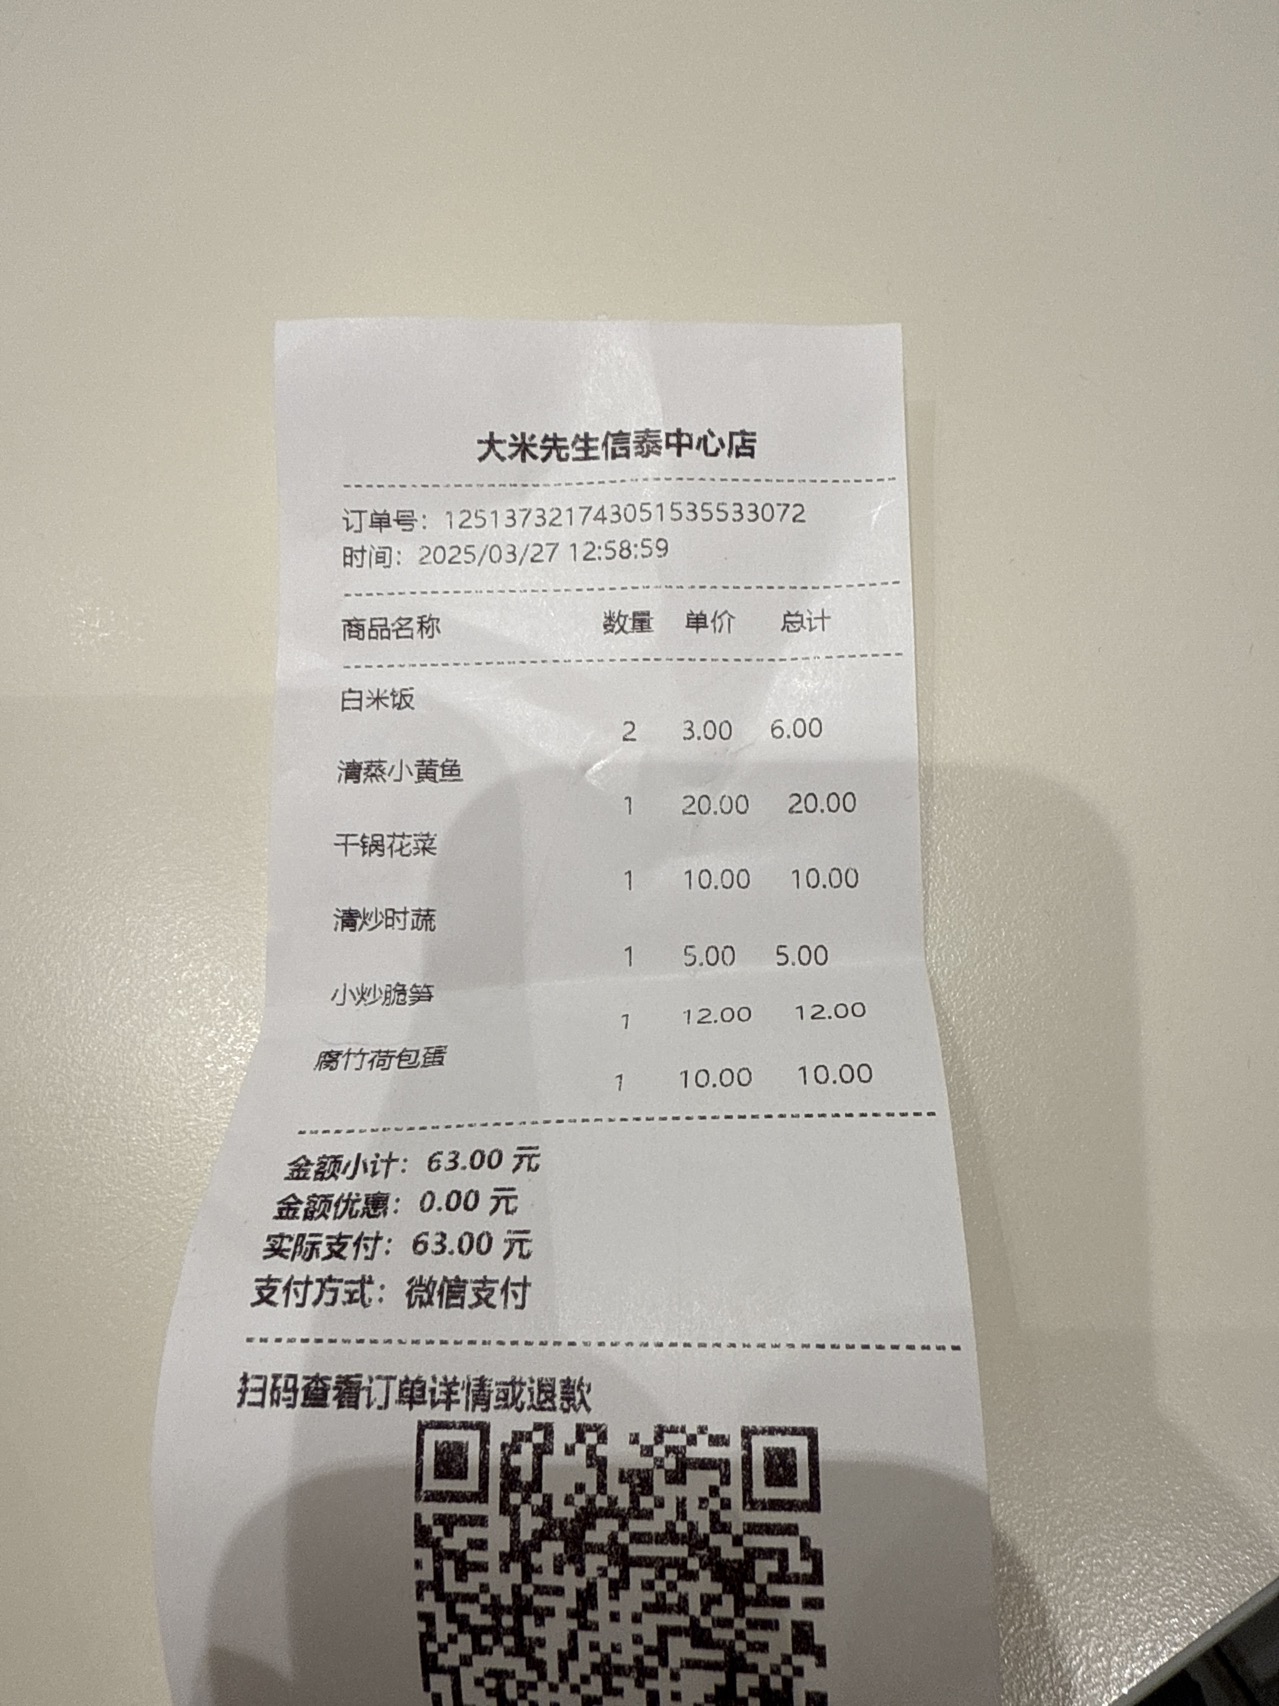 大米先生信泰中心店
订单号：125137321743051535533072
时间：2025/03/27 12:58:59
商品名称 数量 单价 总计
白米饭
2 3.00 6.00
清蒸小黄鱼
1 20.00 20.00
干锅花菜
1 10.00 10.00
清炒时蔬
1 5.00 5.00
小炒脆笋
1 12.00 12.00
腐竹荷包蛋
1 10.00 10.00
金额小计：63.00 元
金额优惠：0.00 元
实际支付：63.00 元
支付方式：微信支付
扫码查看订单详情或退款